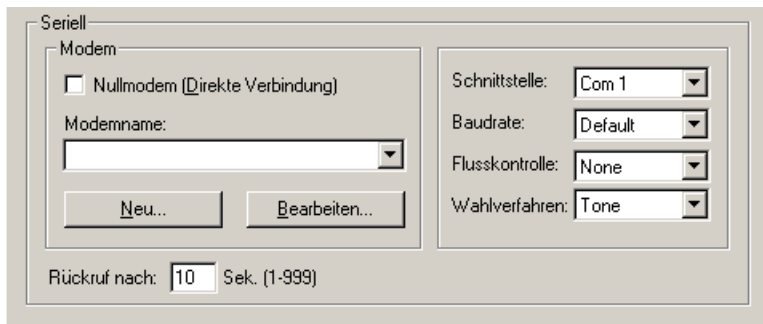 Seriell
Modem
Nullmodem (Direkte Verbindung)
Modemname:
Neu...
Bearbeiten...
Schnittstelle: Com 1
Baudrate: Default
Flusskontrolle: None
Wahlverfahren: Tone
Rückruf nach: 10 Sek. (1-999)